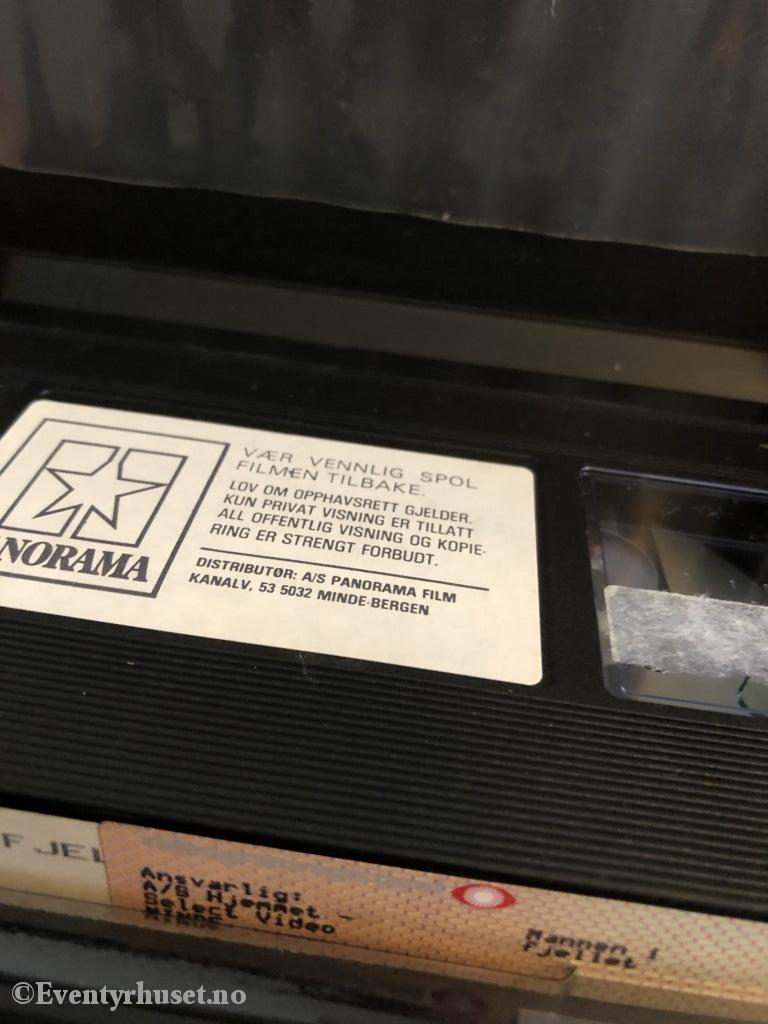 VÆR VENNLIG SPOL
FILMEN TILBAKE.
LOV OM OPPHAVSRETT GJELDER.
KUN PRIVAT VISNING ER TILLATT
ALL OFFENTLIG VISNING OG KOPIE-
RING ER STRENGT FORBUDT.
NORAMA
DISTRIBUTØR: A/S PANORAMA FILM
KANALV. 53 5032 MINDE-BERGEN
FJEL
Ansvarlig:
A/S Hjemmet -
Select Video
Mannen i
Fjellet
©Eventyrhuset.no